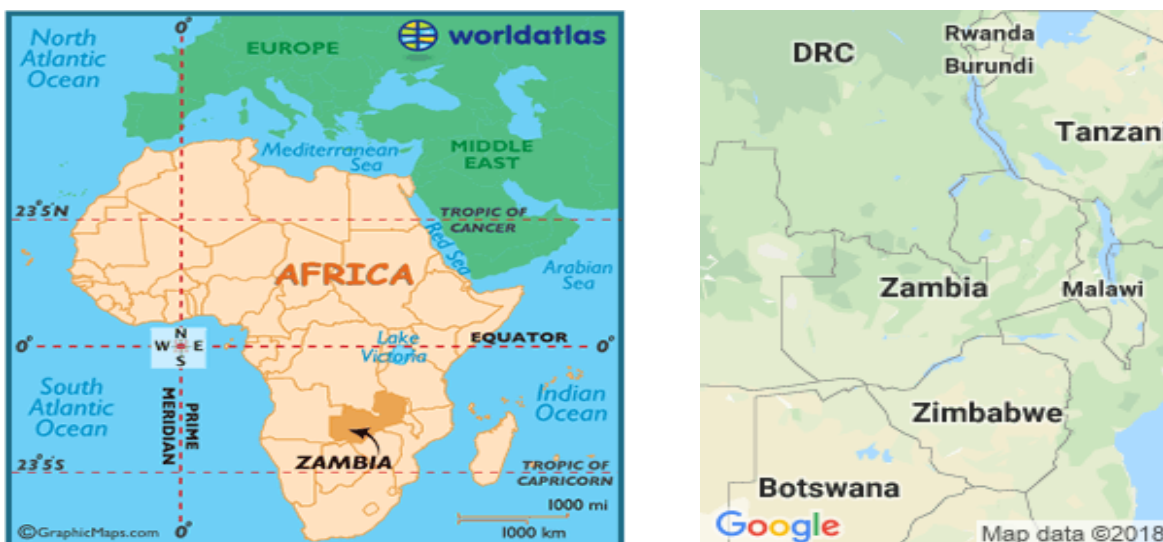 0°
North
Atlantic
Ocean
EUROPE
worldatlas
Mediterranean
Sea
MIDDLE
EAST
23°5'N
TROPIC OF
CANCER
Red Sea
AFRICA
Arabian
Sea
N
W E
S
0°
Lake
Victoria
EQUATOR
0°
South
Atlantic
Ocean
PRIME
MERIDIAN
Indian
Ocean
ZAMBIA
23°5'S
TROPIC OF
CAPRICORN
1000 mi
1000 km
©GraphicMaps.com
0°
DRC
Rwanda
Burundi
Tanzan
Zambia
Malawi
Zimbabwe
Botswana
Google
Map data ©2018